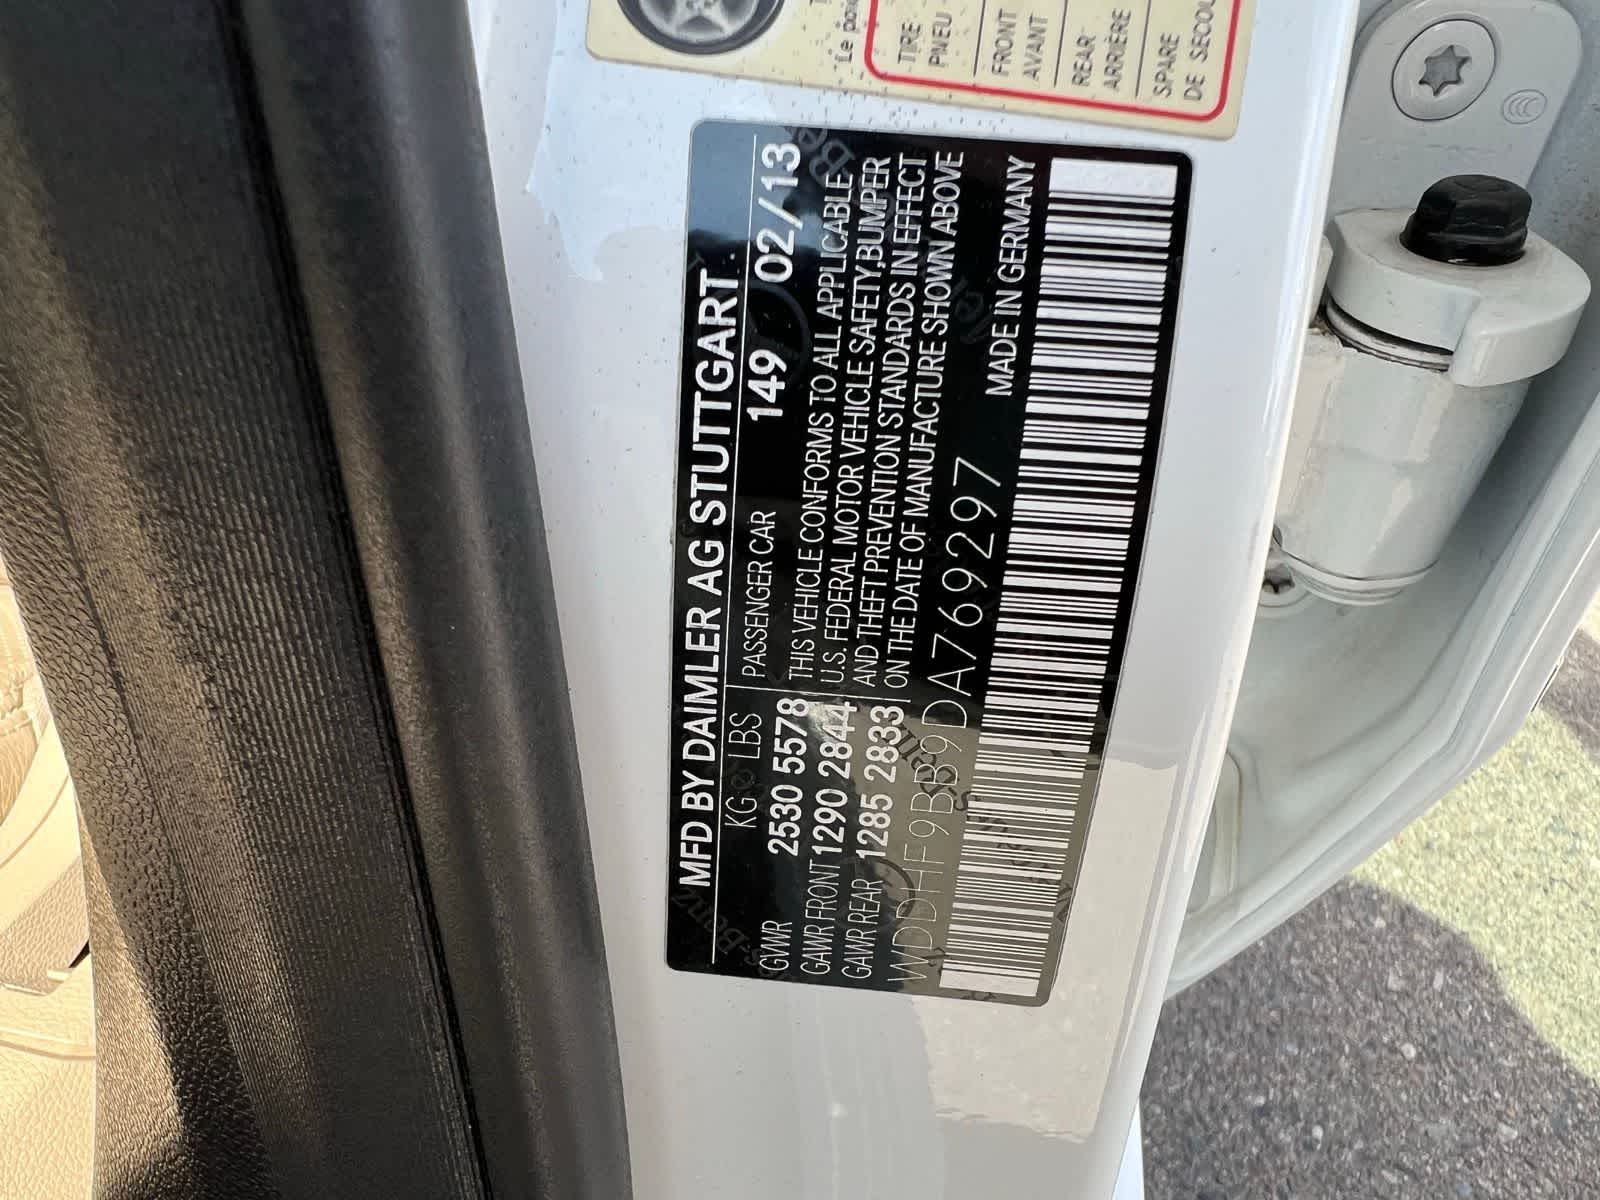 Le
TIRE
PNEU
FRONT
AVANT
REAR
ARRIÈRE
SPARE
DE SECOU
MFD BY DAIMLER AG STUTTGART
KG LBS
GVWR 2530 5578
GAWR FRONT 1290 2844
GAWR REAR 1285 2833
PASSENGER CAR 149 02/13
THIS VEHICLE CONFORMS TO ALL APPLICABLE
U.S. FEDERAL MOTOR VEHICLE SAFETY,BUMPER
AND THEFT PREVENTION STANDARDS IN EFFECT
ON THE DATE OF MANUFACTURE SHOWN ABOVE
MADE IN GERMANY
WDDHF9BB9DA769297